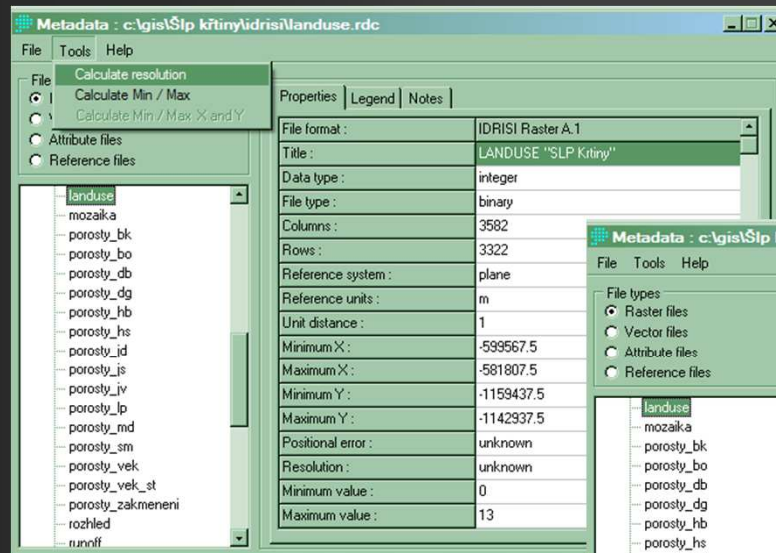 Metadata : c:\gis\Šlp křtiny\idrisi\landuse.rdc
File Tools Help
Calculate resolution
Calculate Min / Max
Calculate Min / Max X and Y
File
Attribute files
Reference files
landuse
mozaika
porosty_bk
porosty_bo
porosty_db
porosty_dg
porosty_hb
porosty_hs
porosty_jd
porosty_js
porosty_jv
porosty_lp
porosty_md
porosty_sm
porosty_vek
porosty_vek_st
porosty_zakmeneni
rozhled
runoff
Properties Legend Notes
File format : IDRISI Raster A.1
Title : LANDUSE "SLP Krtiny"
Data type : integer
File type : binary
Columns : 3582
Rows : 3322
Reference system : plane
Reference units : m
Unit distance : 1
Minimum X : -599567.5
Maximum X : -581807.5
Minimum Y : -1159437.5
Maximum Y : -1142937.5
Positional error : unknown
Resolution : unknown
Minimum value : 0
Maximum value : 13
Metadata : c:\gis\Šlp
File Tools Help
File types
Raster files
Vector files
Attribute files
Reference files
landuse
mozaika
porosty_bk
porosty_bo
porosty_db
porosty_dg
porosty_hb
porosty_hs